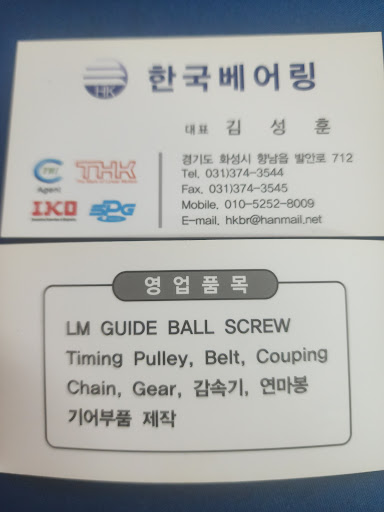 HK 한국베어링
대표 김 성 훈
경기도 화성시 향남읍 발안로 712
Tel. 031)374-3544
Fax. 031)374-3545
Mobile. 010-5252-8009
E-mail. hkbr@hanmail.net
Agent
THK
IKO
SPG
영업품목
LM GUIDE BALL SCREW
Timing Pulley, Belt, Couping
Chain, Gear, 감속기, 연마봉
기어부품 제작